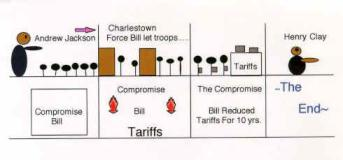 Andrew Jackson
Charlestown
Force Bill let troops.....
Tariffs
Henry Clay
Compromise
Bill
Compromise
Bill
The Compromise
Bill Reduced
Tariffs For 10 yrs.
~The
End~
Tariffs